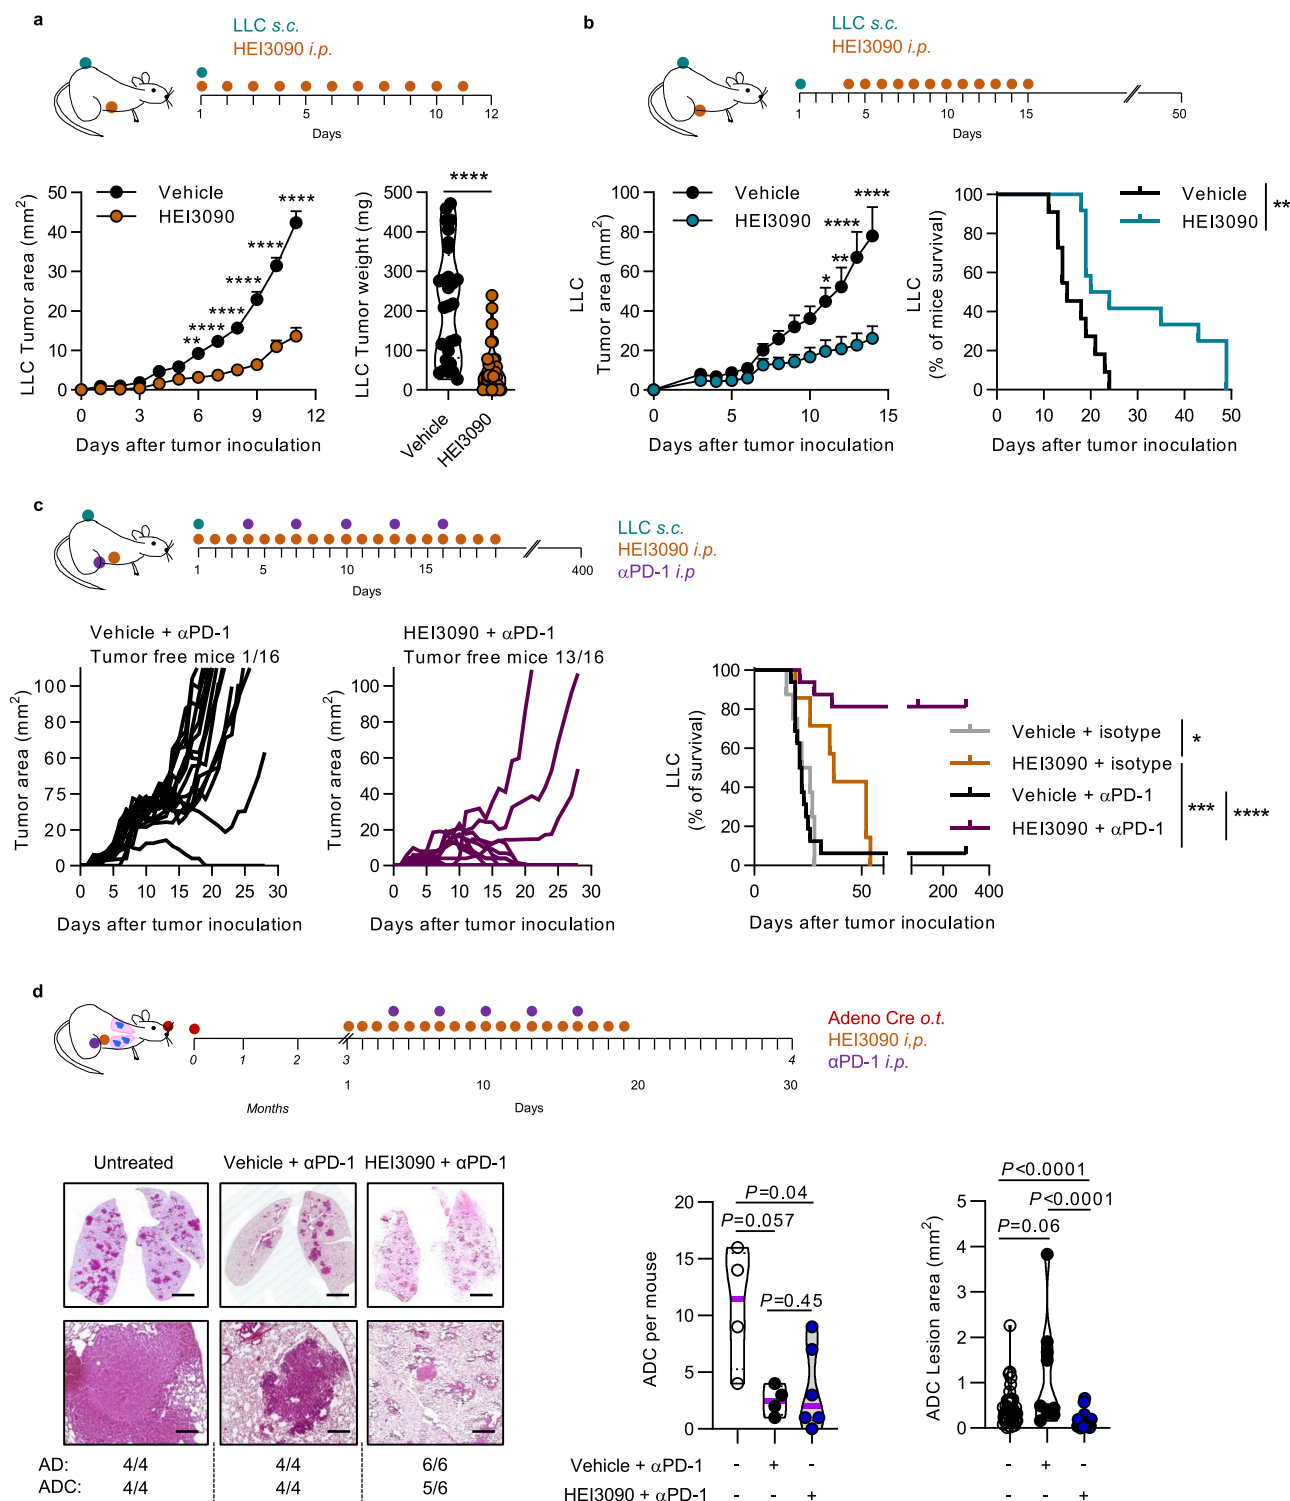 a
LLC s.c.
HEI3090 i.p.
1 5 10 12
Days
LLC Tumor area (mm2)
50
40
30
20
10
0
Vehicle
HEI3090
**
****
****
****
****
****
0 3 6 9 12
Days after tumor inoculation
LLC Tumor weight (mg)
500
400
300
200
100
0
****
Vehicle
HEI3090
b
LLC s.c.
HEI3090 i.p.
1 5 10 15 50
Days
LLC
Tumor area (mm2)
100
80
60
40
20
0
Vehicle
HEI3090
*
**
****
****
0 5 10 15
Days after tumor inoculation
LLC
(% of mice survival)
100
80
60
40
20
0
Vehicle
HEI3090
**
0 10 20 30 40 50
Days after tumor inoculation
c
LLC s.c.
HEI3090 i.p.
αPD-1 i.p
1 5 10 15 400
Days
Vehicle + αPD-1
Tumor free mice 1/16
Tumor area (mm2)
100
80
60
75
20
0
0 5 10 15 20 25 30
Days after tumor inoculation
HEI3090 + αPD-1
Tumor free mice 13/16
Tumor area (mm2)
100
80
60
40
20
0
0 5 10 15 20 25 30
Days after tumor inoculation
LLC
(% of survival)
100
80
60
40
20
0
0 50 200 400
Days after tumor inoculation
Vehicle + isotype
HEI3090 + isotype
Vehicle + αPD-1
HEI3090 + αPD-1
*
***
****
d
Adeno Cre o.t.
HEI3090 i,p.
αPD-1 i.p.
0 1 2 3 4
1 10 20 30
Months Days
Untreated Vehicle + αPD-1 HEI3090 + αPD-1
AD: 4/4 4/4 6/6
ADC: 4/4 4/4 5/6
ADC per mouse
20
15
10
5
0
P=0.04
P=0.057
P=0.45
Vehicle + αPD-1 - + -
HEI3090 + αPD-1 - - +
ADC Lesion area (mm2)
5
4
3
2
1
0
P<0.0001
P<0.0001
P=0.06
- + -
- - +